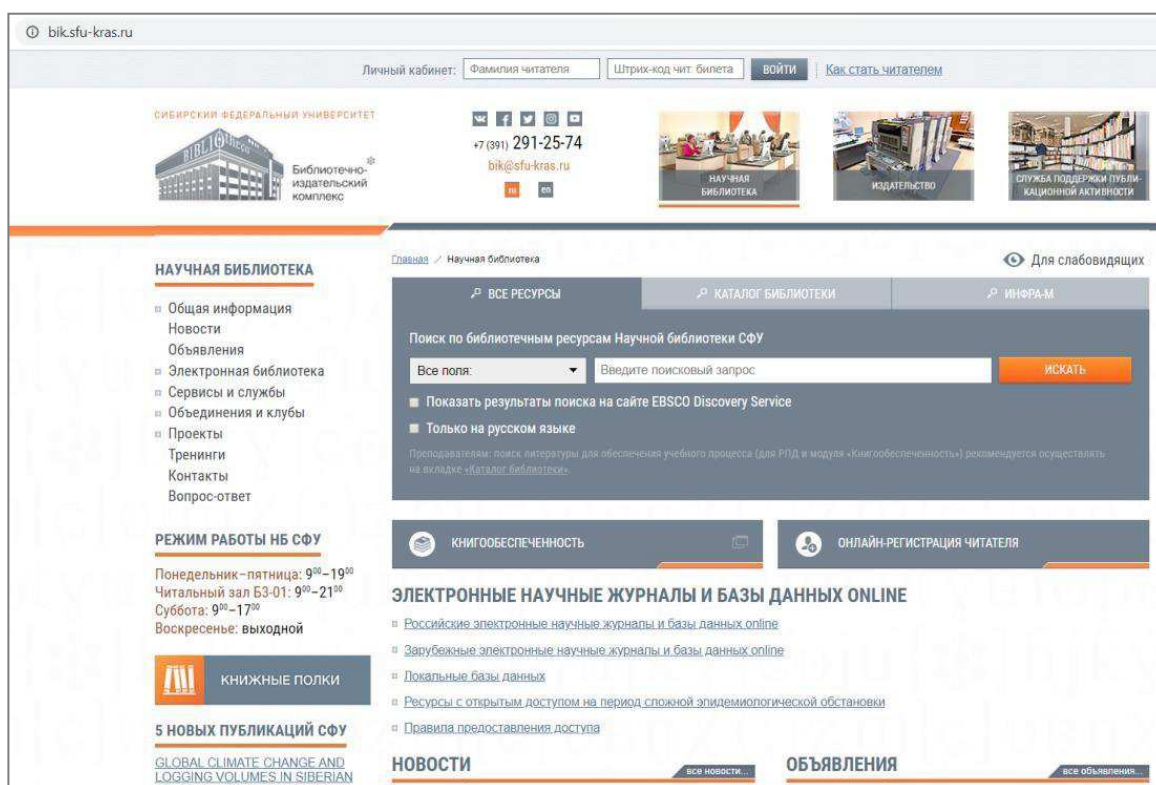 bik.sfu-kras.ru
Личный кабинет: Фамилия читателя Штрих-код чит. билета ВОЙТИ Как стать читателем
СИБИРСКИЙ ФЕДЕРАЛЬНЫЙ УНИВЕРСИТЕТ
Библиотечно-
издательский
комплекс
+7 (391) 291-25-74
bik@sfu-kras.ru
ru en
НАУЧНАЯ
БИБЛИОТЕКА
ИЗДАТЕЛЬСТВО
СЛУЖБА ПОДДЕРЖКИ ПУБЛИ-
КАЦИОННОЙ АКТИВНОСТИ
НАУЧНАЯ БИБЛИОТЕКА
Общая информация
Новости
Объявления
Электронная библиотека
Сервисы и службы
Объединения и клубы
Проекты
Тренинги
Контакты
Вопрос-ответ
РЕЖИМ РАБОТЫ НБ СФУ
Понедельник–пятница: 9⁰⁰–19⁰⁰
Читальный зал Б3-01: 9⁰⁰–21⁰⁰
Суббота: 9⁰⁰–17⁰⁰
Воскресенье: выходной
КНИЖНЫЕ ПОЛКИ
5 НОВЫХ ПУБЛИКАЦИЙ СФУ
GLOBAL CLIMATE CHANGE AND
LOGGING VOLUMES IN SIBERIAN
Главная / Научная библиотека
Для слабовидящих
ВСЕ РЕСУРСЫ КАТАЛОГ БИБЛИОТЕКИ ИНФРА-М
Поиск по библиотечным ресурсам Научной библиотеки СФУ
Все поля: Введите поисковый запрос ИСКАТЬ
Показать результаты поиска на сайте EBSCO Discovery Service
Только на русском языке
Преподавателям: поиск литературы для обеспечения учебного процесса (для РПД и модуля «Книгообеспеченность») рекомендуется осуществлять
на вкладке «Каталог библиотеки».
КНИГООБЕСПЕЧЕННОСТЬ
ОНЛАЙН-РЕГИСТРАЦИЯ ЧИТАТЕЛЯ
ЭЛЕКТРОННЫЕ НАУЧНЫЕ ЖУРНАЛЫ И БАЗЫ ДАННЫХ ONLINE
Российские электронные научные журналы и базы данных online
Зарубежные электронные научные журналы и базы данных online
Локальные базы данных
Ресурсы с открытым доступом на период сложной эпидемиологической обстановки
Правила предоставления доступа
НОВОСТИ все новости...
ОБЪЯВЛЕНИЯ все объявления...